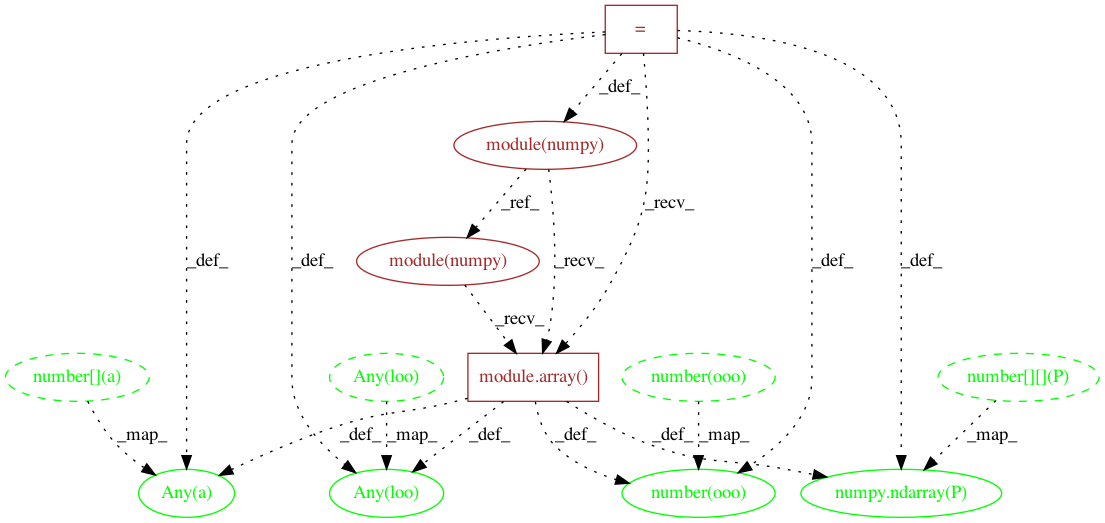 =
_def_
module(numpy)
_ref_
_recv_
module(numpy)
_def_
_def_
_recv_
_def_
_def_
_recv_
number[](a)
Any(loo)
module.array()
number(ooo)
number[][](P)
_map_
_def_
_map_
_def_
_def_
_def_
_map_
_map_
Any(a)
Any(loo)
number(ooo)
numpy.ndarray(P)